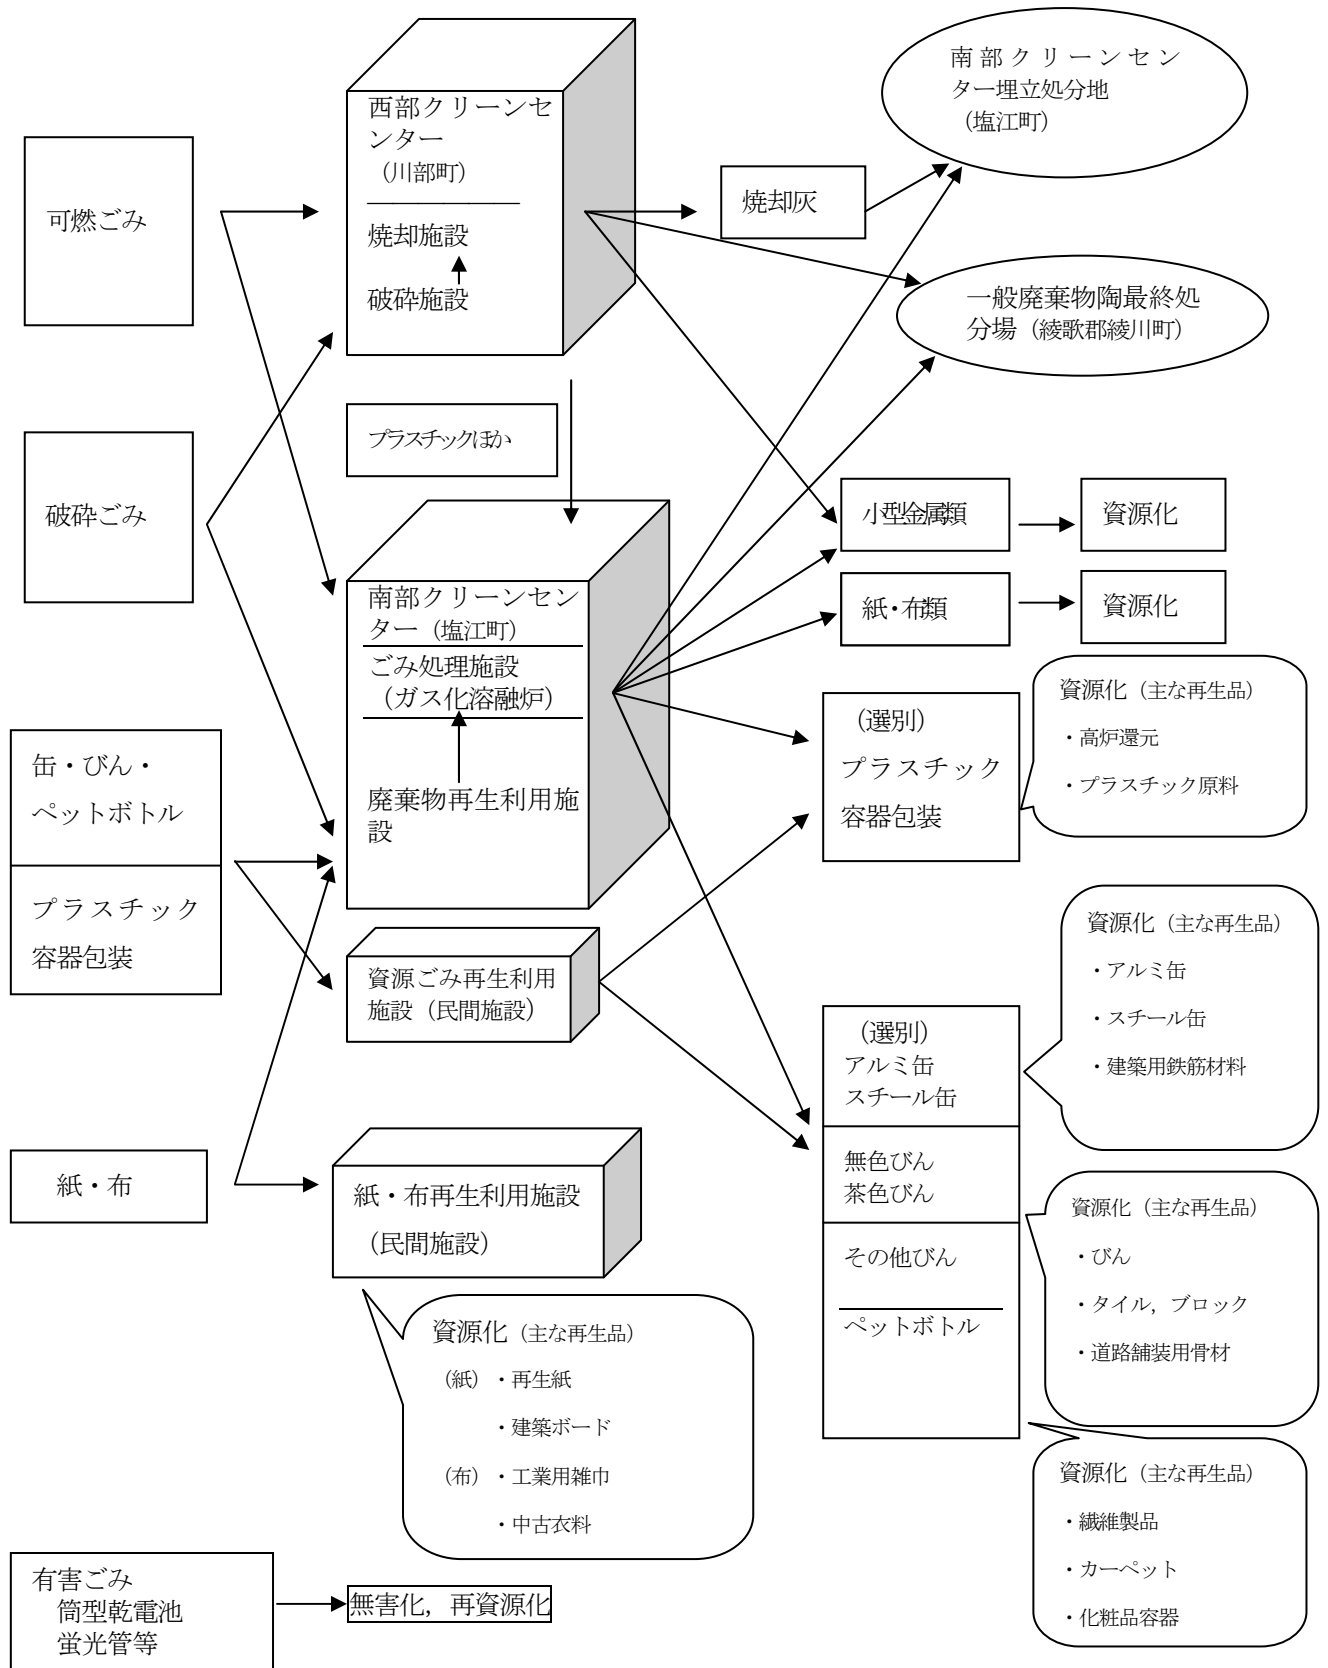 可燃ごみ
破砕ごみ
缶・びん・
ペットボトル
プラスチック
容器包装
紙・布
有害ごみ
筒型乾電池
蛍光管等
西部クリーンセ
ンター
（川部町）
焼却施設
破砕施設
プラスチックほか
南部クリーンセン
ター（塩江町）
ごみ処理施設
（ガス化溶融炉）
廃棄物再生利用施
設
資源ごみ再生利用
施設（民間施設）
紙・布再生利用施設
（民間施設）
資源化（主な再生品）
（紙）・再生紙
・建築ボード
（布）・工業用雑巾
・中古衣料
無害化，再資源化
焼却灰
南部クリーンセン
ター埋立処分地
（塩江町）
一般廃棄物陶最終処
分場（綾歌郡綾川町）
小型金属類
資源化
紙・布類
資源化
（選別）
プラスチック
容器包装
資源化（主な再生品）
・高炉還元
・プラスチック原料
（選別）
アルミ缶
スチール缶
無色びん
茶色びん
その他びん
ペットボトル
資源化（主な再生品）
・アルミ缶
・スチール缶
・建築用鉄筋材料
資源化（主な再生品）
・びん
・タイル，ブロック
・道路舗装用骨材
資源化（主な再生品）
・繊維製品
・カーペット
・化粧品容器